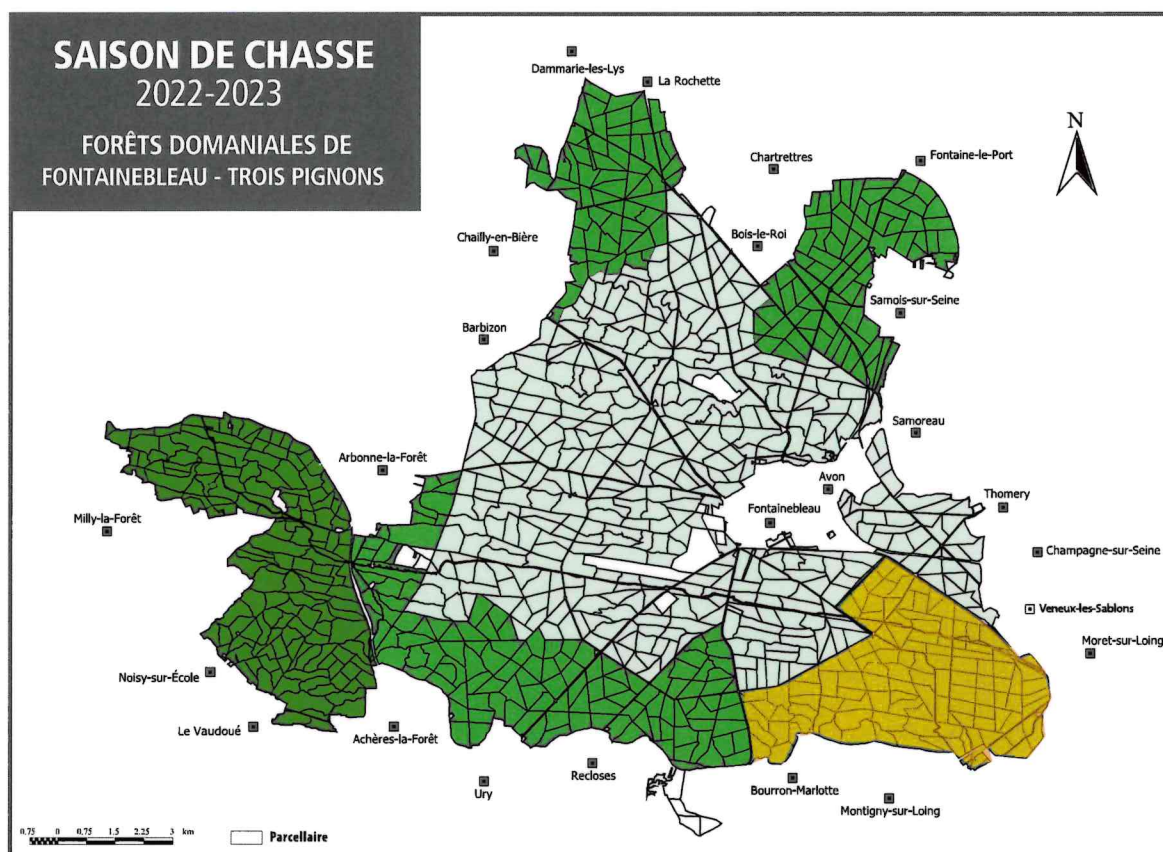 SAISON DE CHASSE
2022-2023
FORÊTS DOMANIALES DE
FONTAINEBLEAU - TROIS PIGNONS
Dammarie-les-Lys
La Rochette
N
Chartrettres
Fontaine-le-Port
Chailly-en-Bière
Bois-le-Roi
Samois-sur-Seine
Barbizon
Samoreau
Arbonne-la-Forêt
Avon
Thomery
Milly-la-Forêt
Fontainebleau
Champagne-sur-Seine
Veneux-les-Sablons
Moret-sur-Loing
Noisy-sur-École
Le Vaudoué
Achères-la-Forêt
Recloses
Ury
Bourron-Marlotte
Montigny-sur-Loing
0,75 0 0,75 1,5 2,25 3 km
Parcellaire